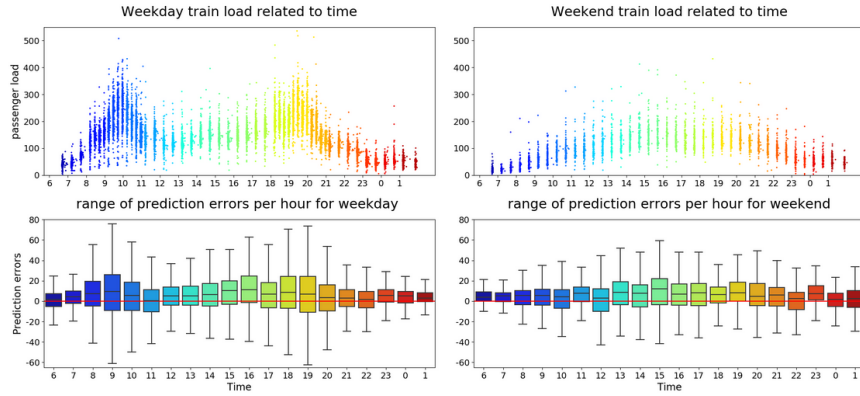 Weekday train load related to time
Weekend train load related to time
passenger load
500
400
300
200
100
0
6 7 8 9 10 11 12 13 14 15 16 17 18 19 20 21 22 23 0 1
500
400
300
200
100
0
6 7 8 9 10 11 12 13 14 15 16 17 18 19 20 21 22 23 0 1
range of prediction errors per hour for weekday
range of prediction errors per hour for weekend
Prediction errors
80
60
40
20
0
-20
-40
-60
6 7 8 9 10 11 12 13 14 15 16 17 18 19 20 21 22 23 0 1
Time
80
60
40
20
0
-20
-40
-60
6 7 8 9 10 11 12 13 14 15 16 17 18 19 20 21 22 23 0 1
Time